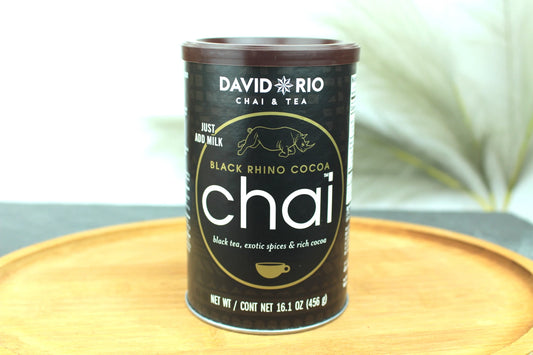 DAVID RIO
CHAI & TEA
JUST
ADD MILK
BLACK RHINO COCOA
chai™
black tea, exotic spices & rich cocoa
NET WT / CONT NET 16.1 OZ (456 g)